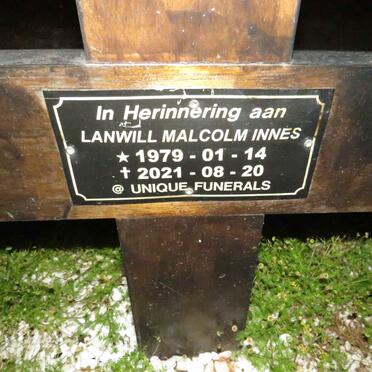 In Herinnering aan
LANWILL MALCOLM INNES
★ 1979 - 01 - 14
✝ 2021 - 08 - 20
@ UNIQUE FUNERALS